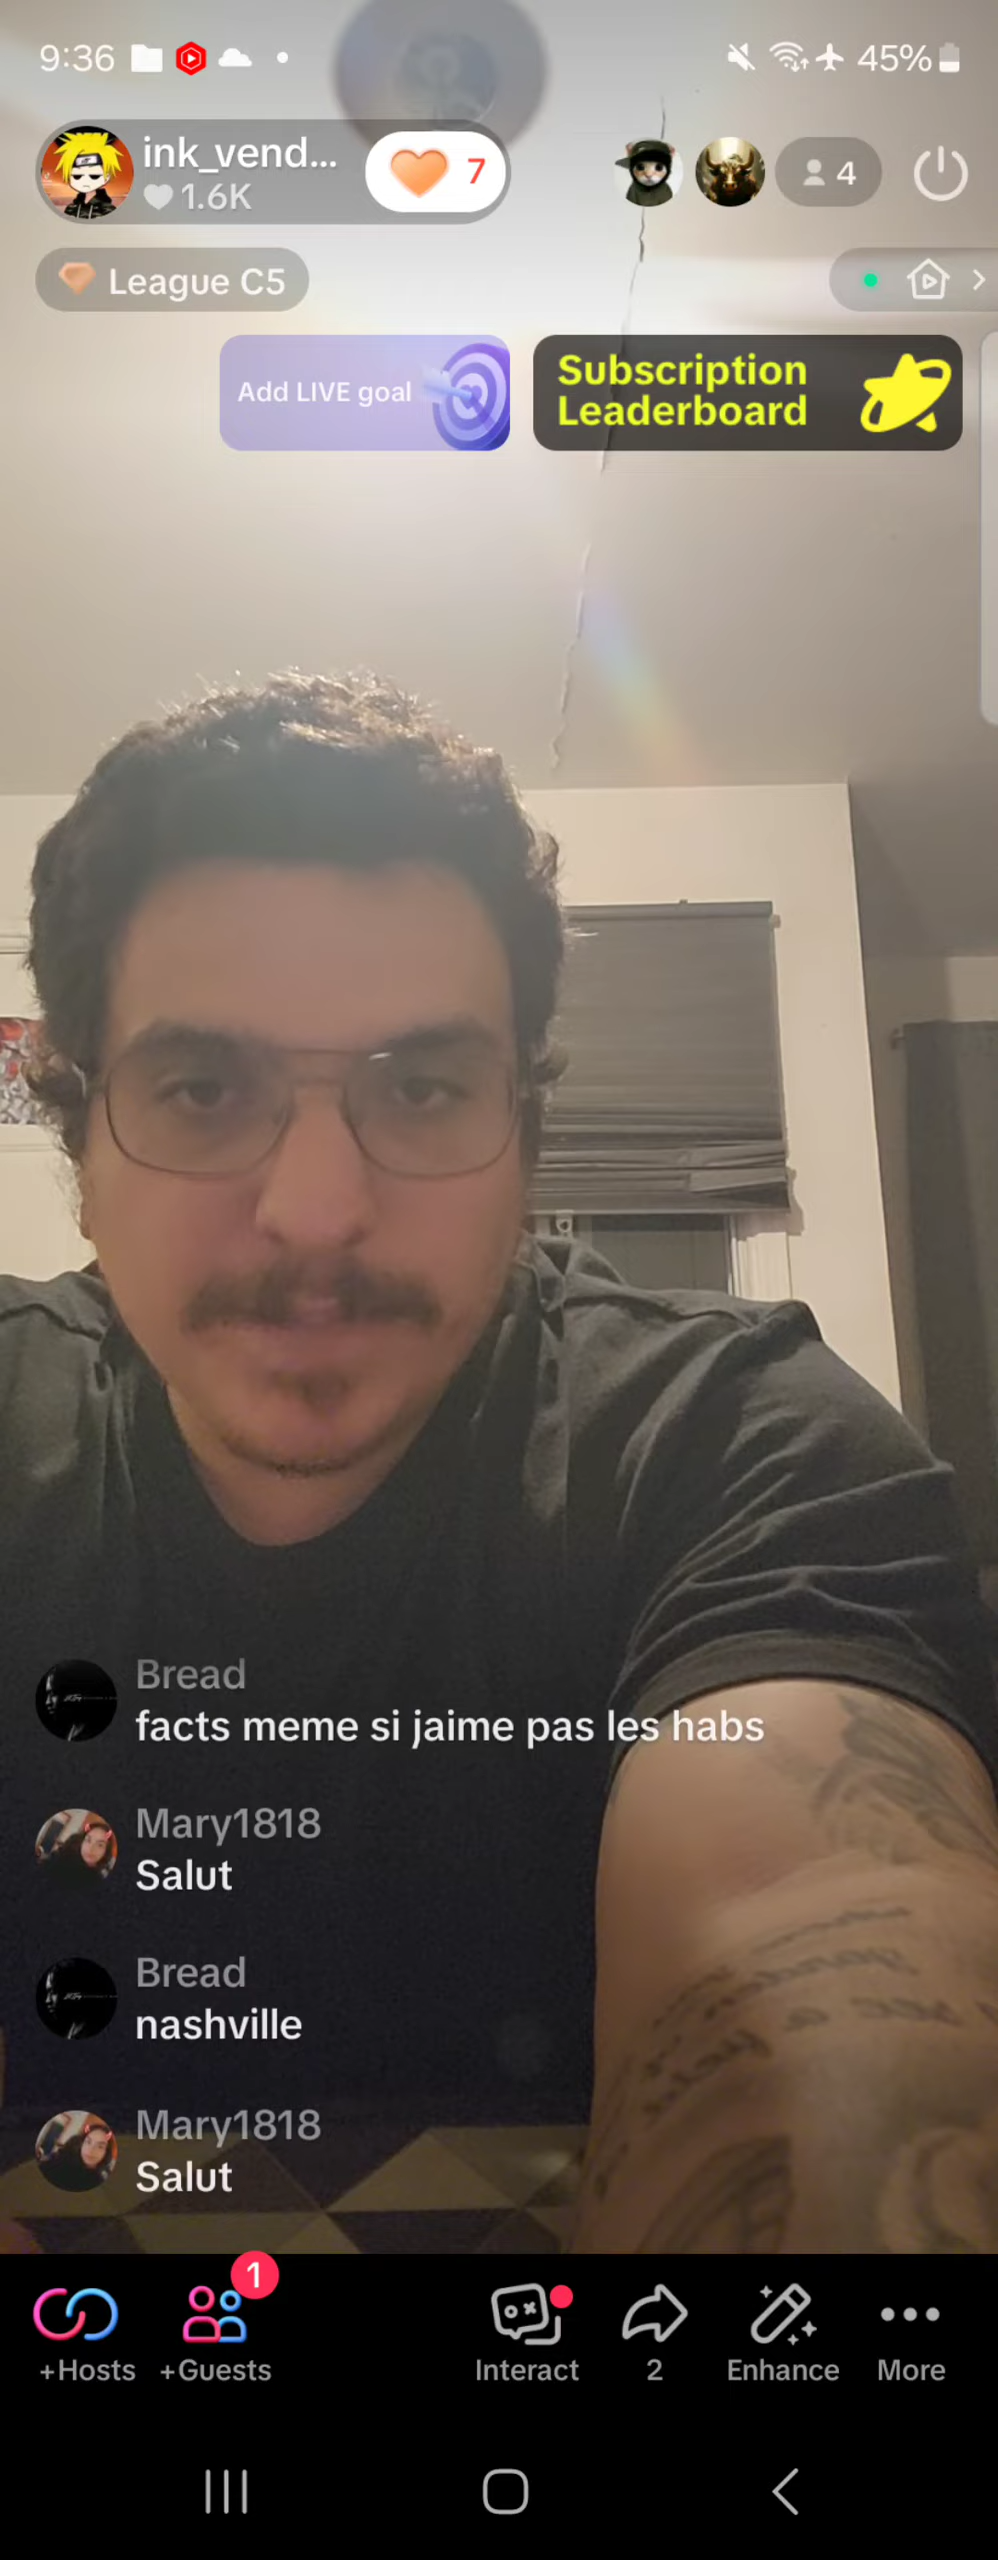 9:36
45%
ink_vend...
1.6K
7
4
League C5
Add LIVE goal
Subscription
Leaderboard
Bread
facts meme si jaime pas les habs
Mary1818
Salut
Bread
nashville
Mary1818
Salut
1
+Hosts
+Guests
Interact
2
Enhance
More